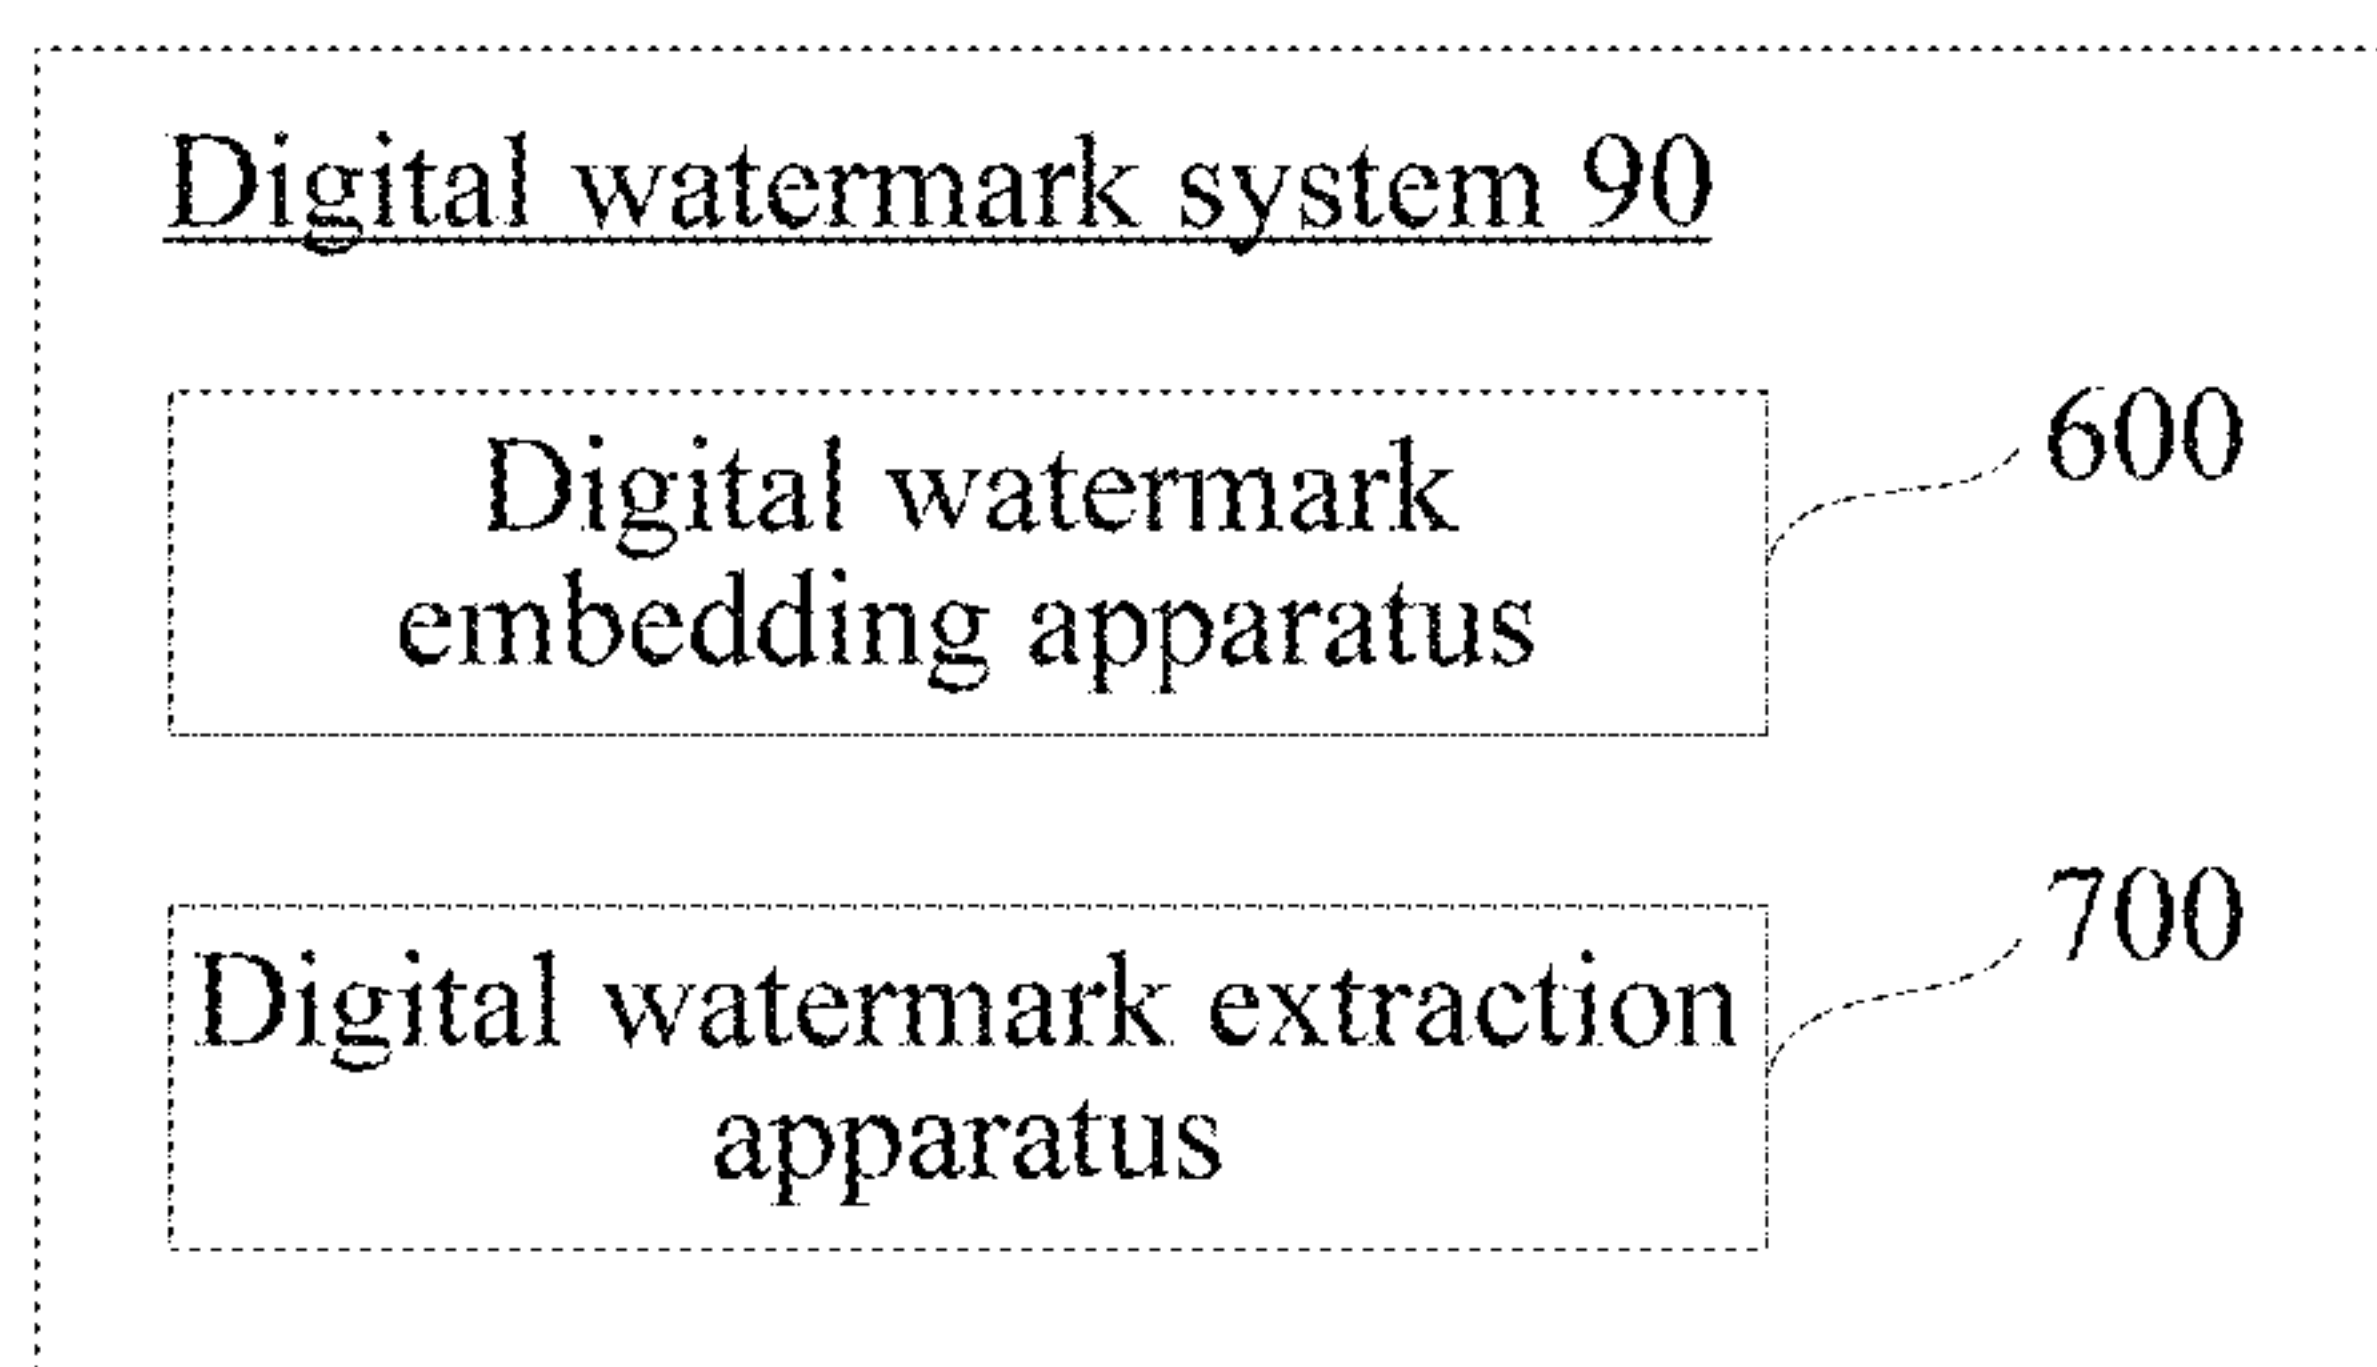 Digital watermark system 90
Digital watermark
embedding apparatus
600
Digital watermark extraction
apparatus
700